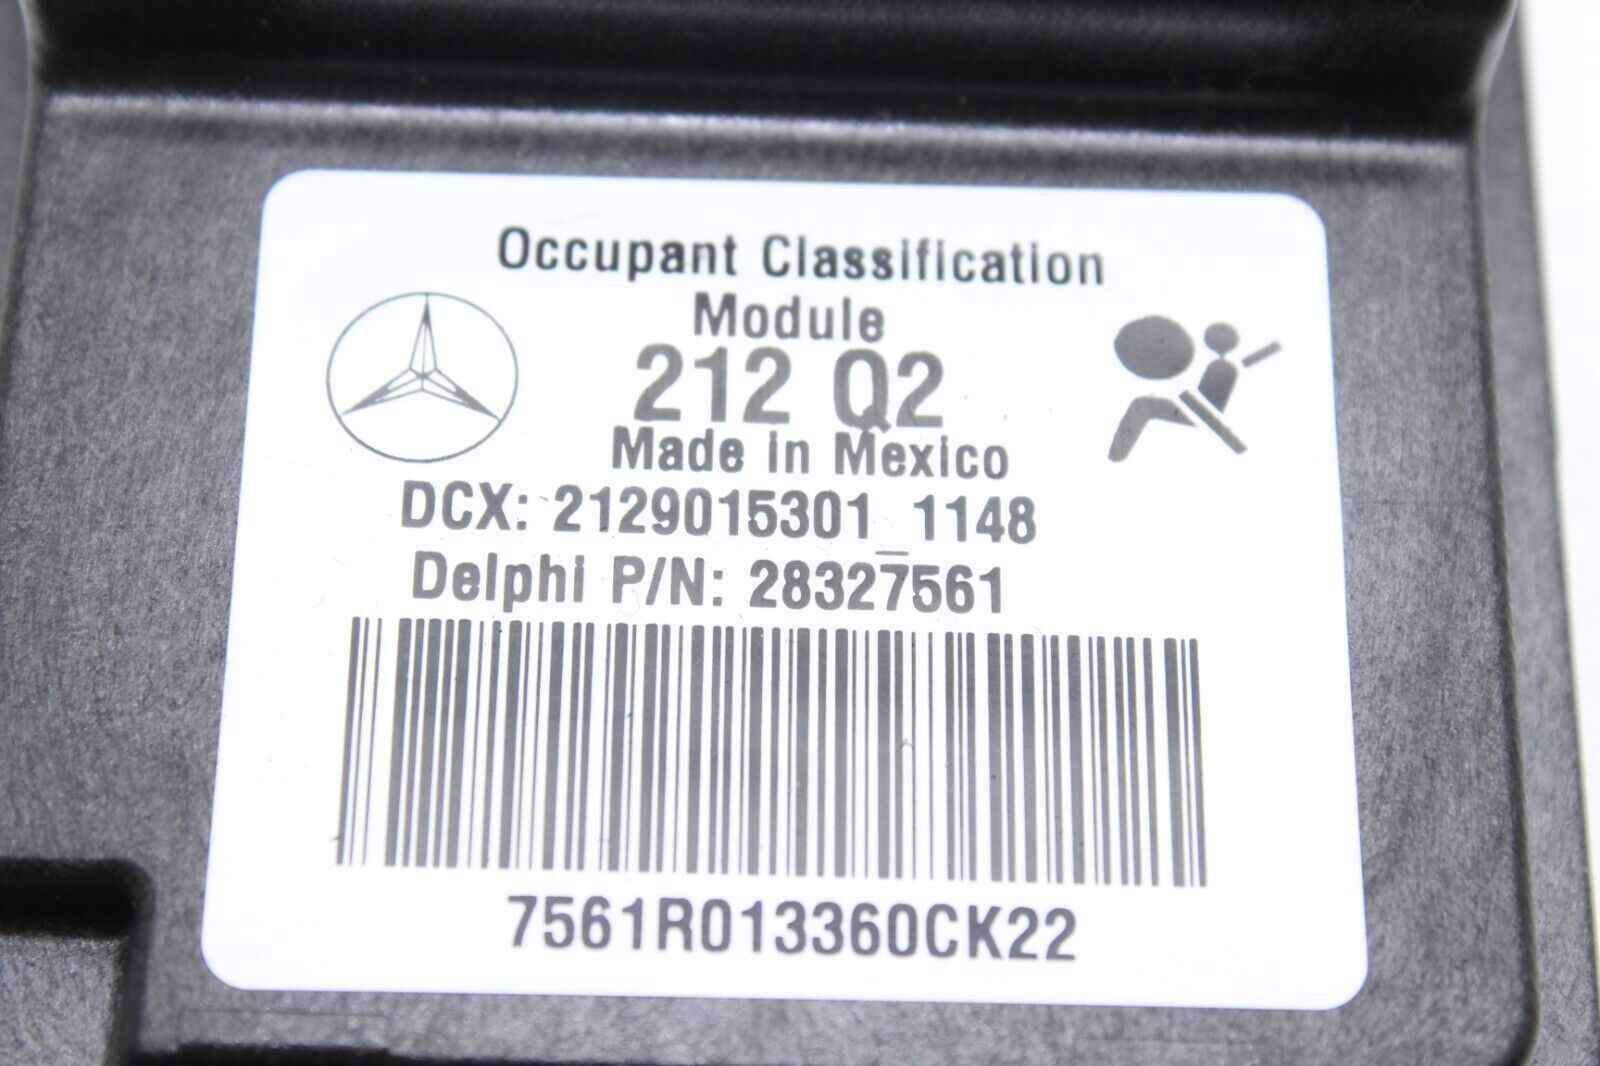 Occupant Classification
Module
212 Q2
Made in Mexico
DCX: 2129015301_1148
Delphi P/N: 28327561
7561R013360CK22